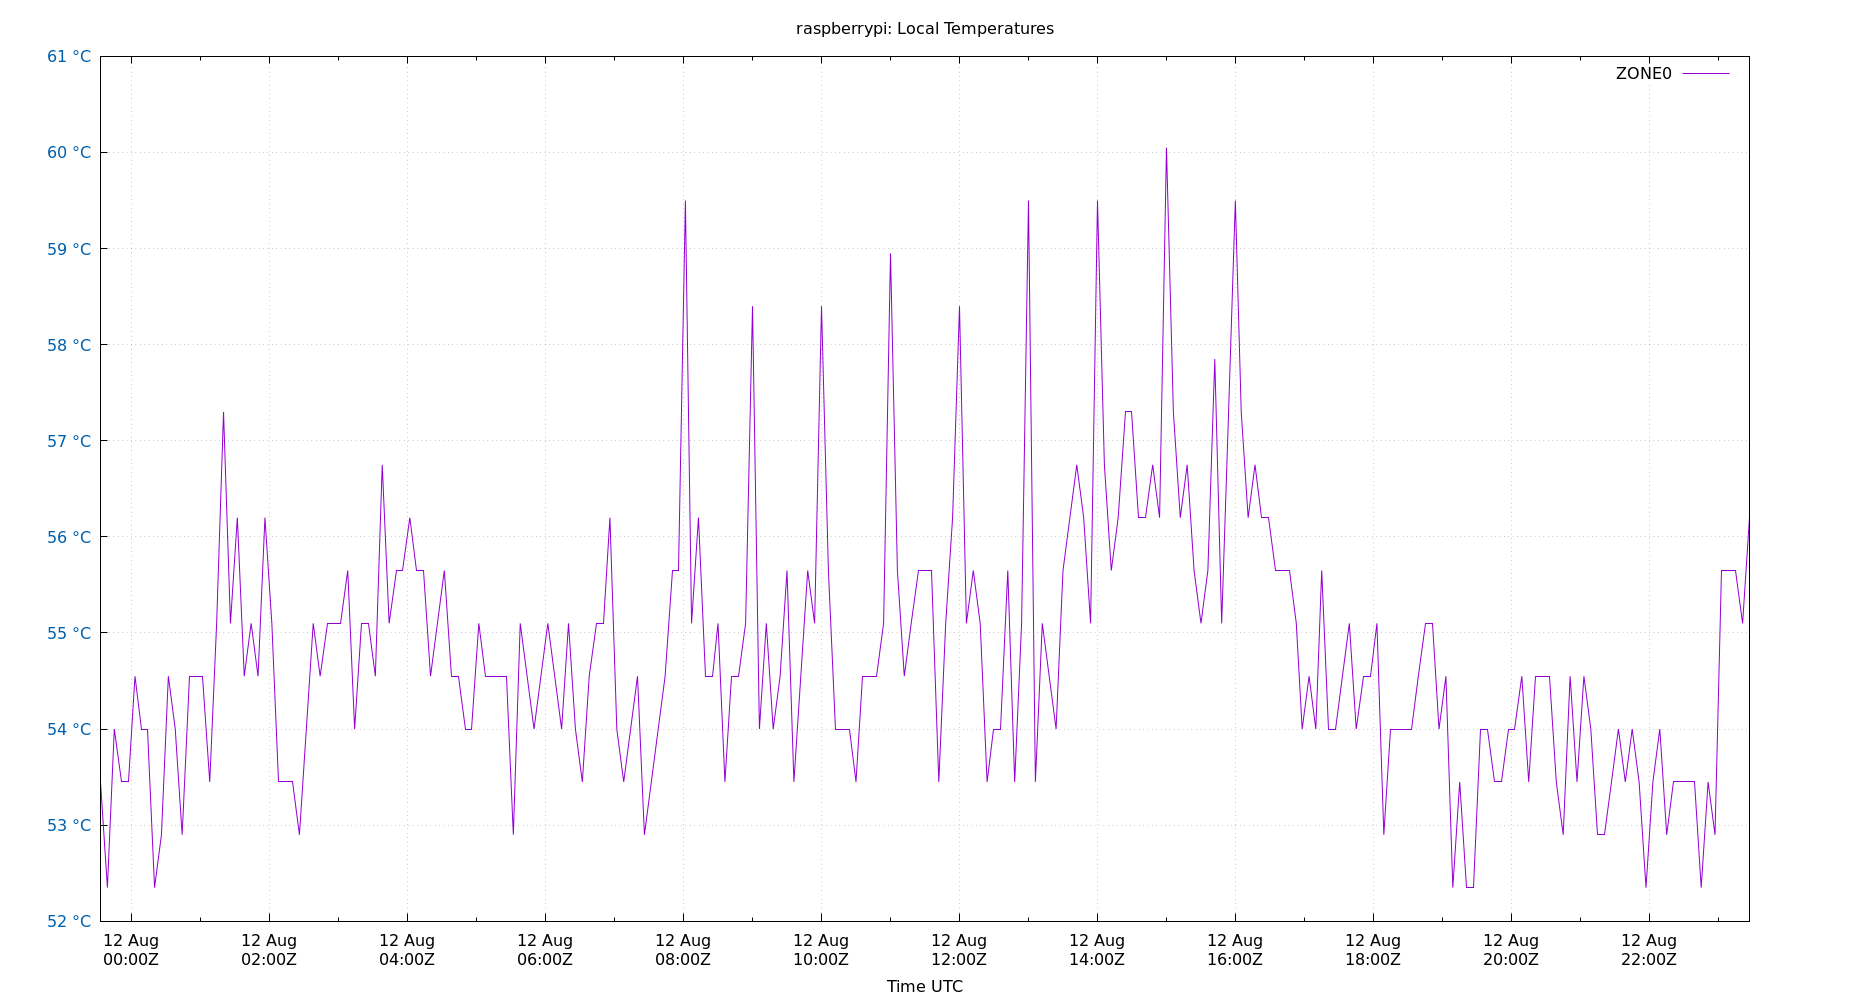 raspberrypi: Local Temperatures
61 °C
ZONE0
60 °C
59 °C
58 °C
57 °C
56 °C
55 °C
54 °C
53 °C
52 °C
12 Aug 12 Aug 12 Aug 12 Aug 12 Aug 12 Aug 12 Aug 12 Aug 12 Aug 12 Aug 12 Aug 12 Aug
00:00Z 02:00Z 04:00Z 06:00Z 08:00Z 10:00Z 12:00Z 14:00Z 16:00Z 18:00Z 20:00Z 22:00Z
Time UTC